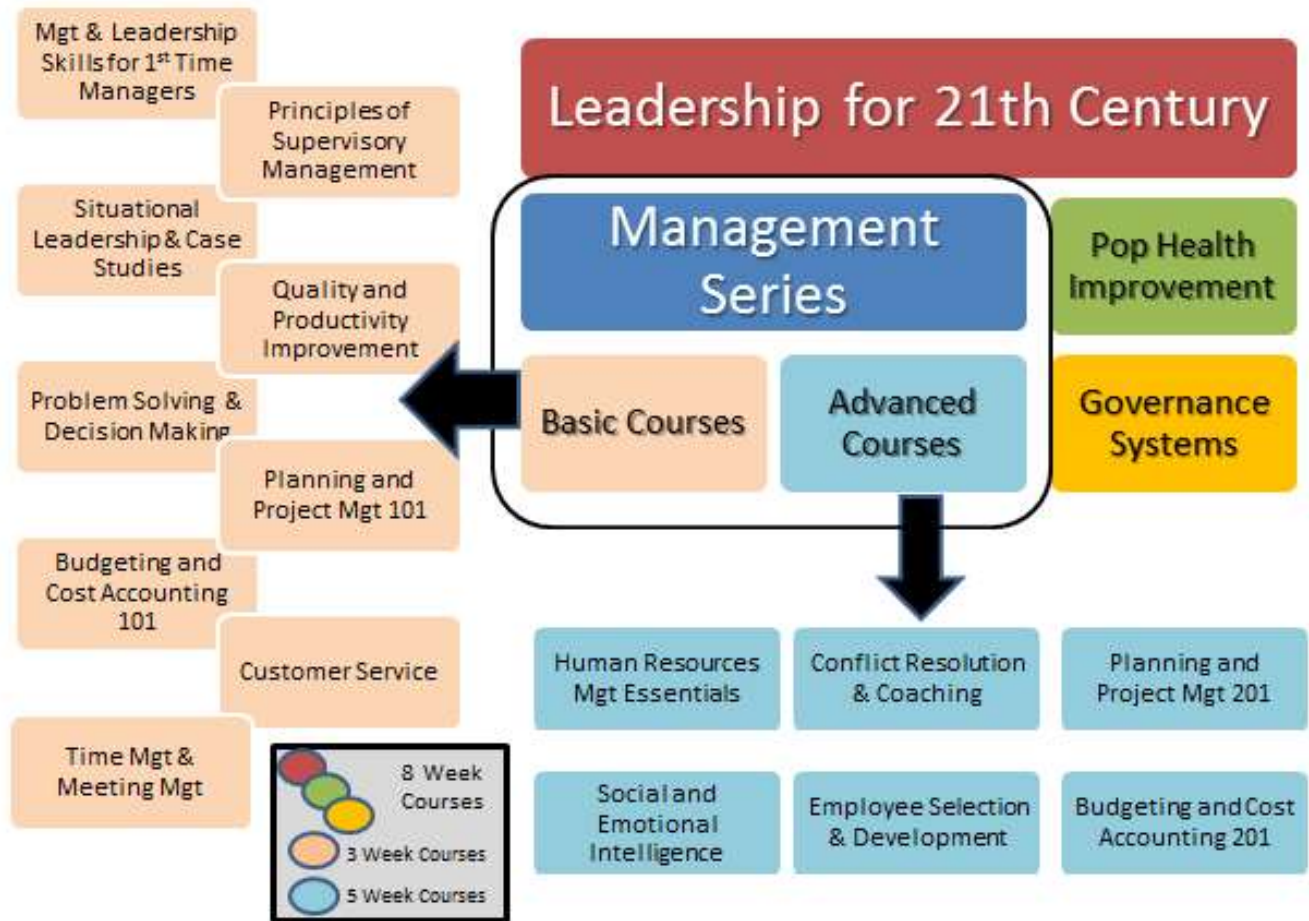 Mgt & Leadership
Skills for 1st Time
Managers
Principles of
Supervisory
Management
Situational
Leadership & Case
Studies
Quality and
Productivity
Improvement
Problem Solving &
Decision Making
Planning and
Project Mgt 101
Budgeting and
Cost Accounting
101
Customer Service
Time Mgt &
Meeting Mgt
Leadership for 21th Century
Management
Series
Pop Health
Improvement
Basic Courses
Advanced
Courses
Governance
Systems
Human Resources
Mgt Essentials
Conflict Resolution
& Coaching
Planning and
Project Mgt 201
Social and
Emotional
Intelligence
Employee Selection
& Development
Budgeting and Cost
Accounting 201
8 Week
Courses
3 Week Courses
5 Week Courses